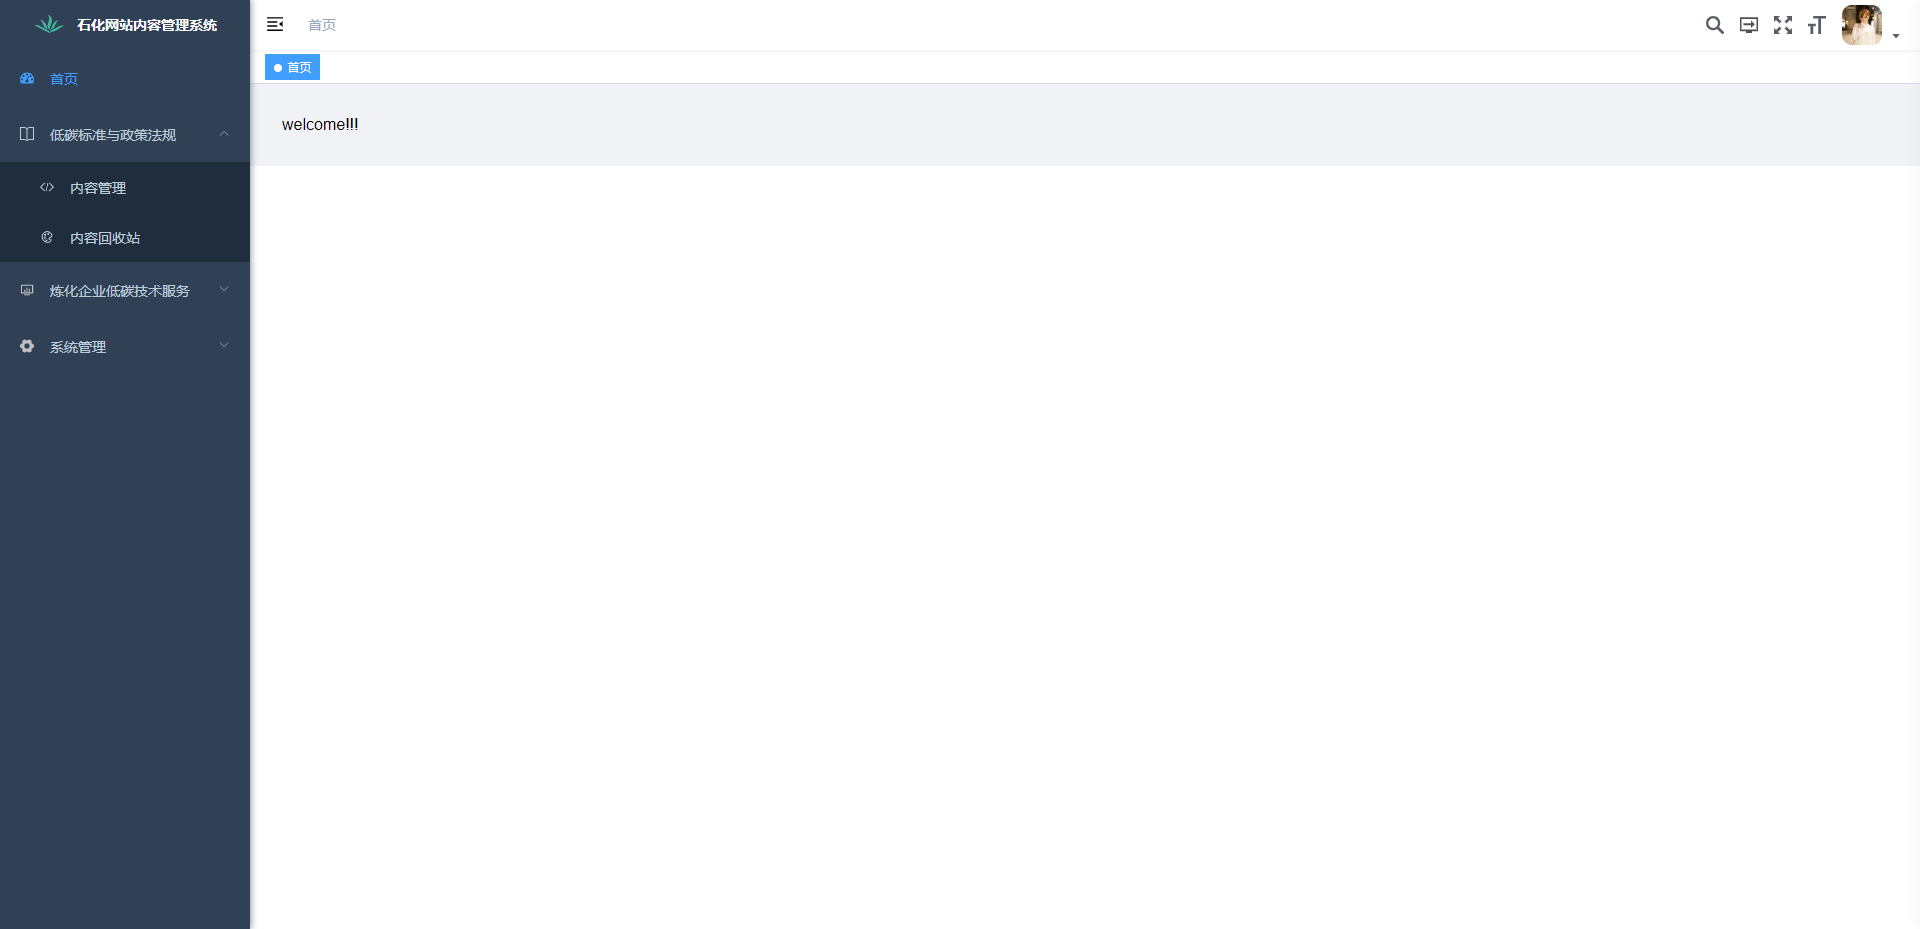 石化网站内容管理系统
首页
低碳标准与政策法规
内容管理
内容回收站
炼化企业低碳技术服务
系统管理
首页
首页
welcome!!!